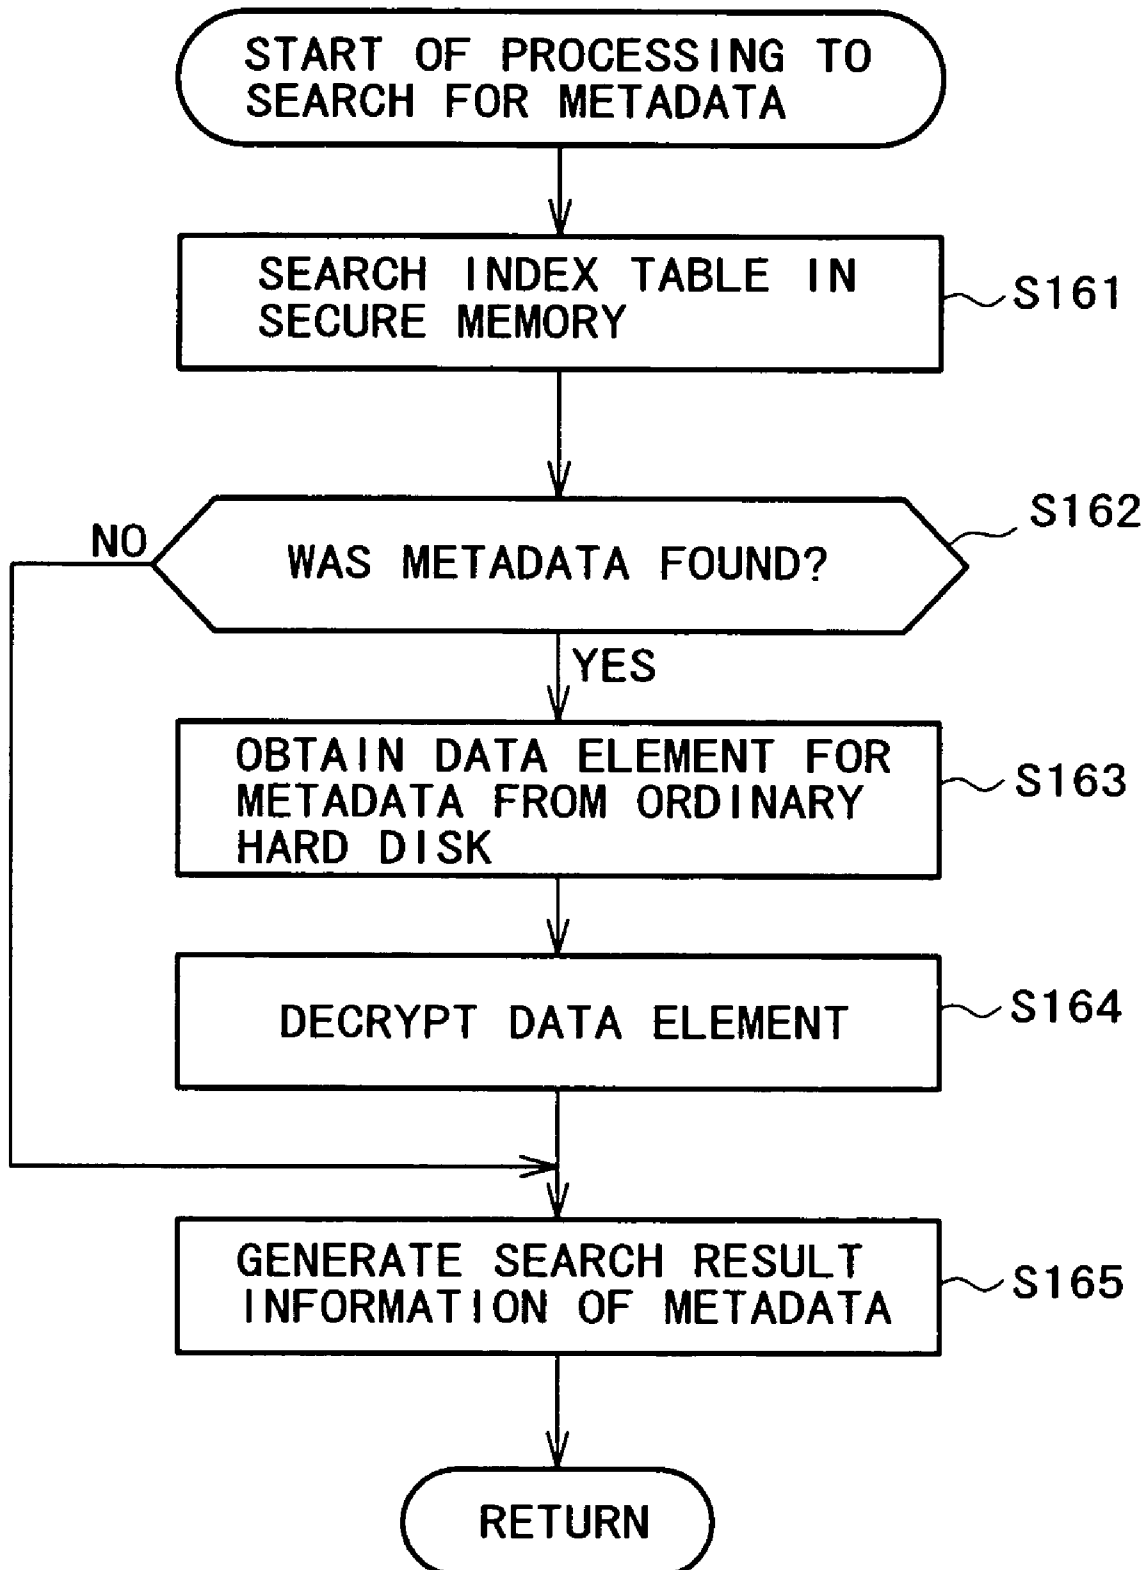 START OF PROCESSING TO
SEARCH FOR METADATA
SEARCH INDEX TABLE IN
SECURE MEMORY
S161
S162
NO
WAS METADATA FOUND?
YES
OBTAIN DATA ELEMENT FOR
METADATA FROM ORDINARY
HARD DISK
S163
DECRYPT DATA ELEMENT
S164
GENERATE SEARCH RESULT
INFORMATION OF METADATA
S165
RETURN